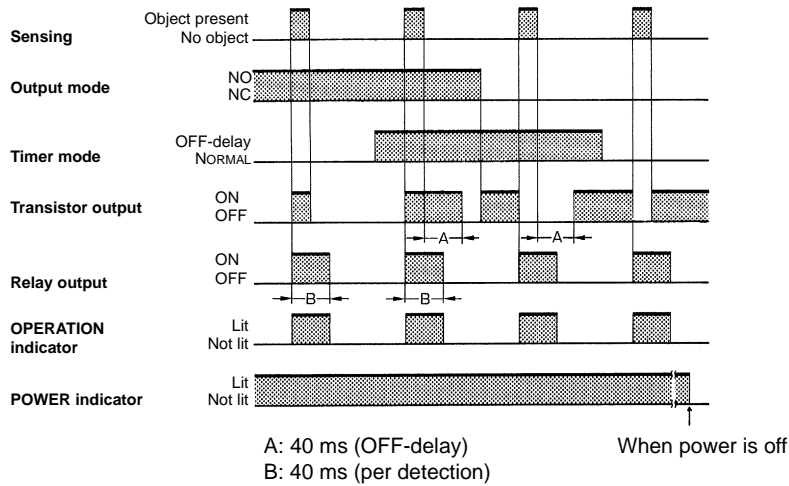 Sensing
Object present
No object
Output mode
NO
NC
Timer mode
OFF-delay
NORMAL
Transistor output
ON
OFF
A
A
Relay output
ON
OFF
B
B
OPERATION
indicator
Lit
Not lit
POWER indicator
Lit
Not lit
A: 40 ms (OFF-delay)
B: 40 ms (per detection)
When power is off